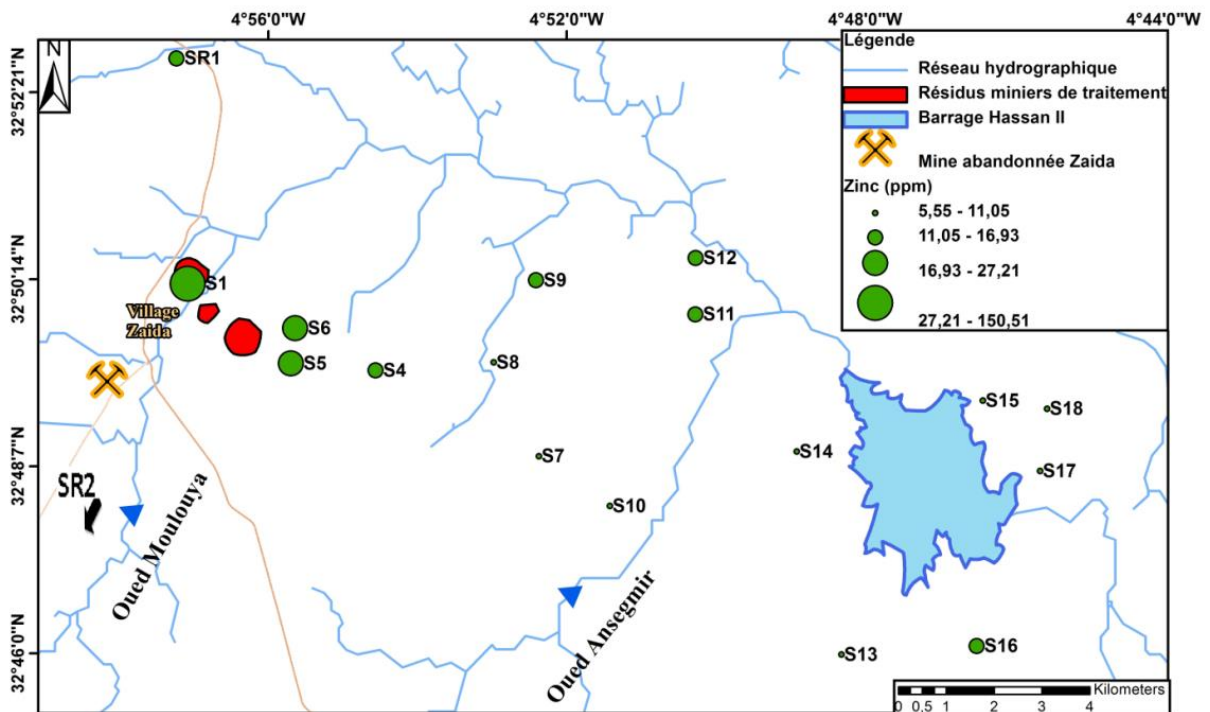 4°56'0"W
4°52'0"W
4°48'0"W
4°44'0"W
N
SR1
32°52'21"N
Légende
Réseau hydrographique
Résidus miniers de traitement
Barrage Hassan II
Mine abandonnée Zaida
Zinc (ppm)
5,55 - 11,05
11,05 - 16,93
16,93 - 27,21
27,21 - 150,51
32°50'14"N
S12
S9
S1
Village
Zaida
S11
S6
S5
S4
S8
S15
S18
32°48'7"N
S14
S7
S17
SR2
S10
Oued Moulouya
Oued Ansegmir
32°46'0"N
S13
S16
Kilometers
0 0,5 1 2 3 4